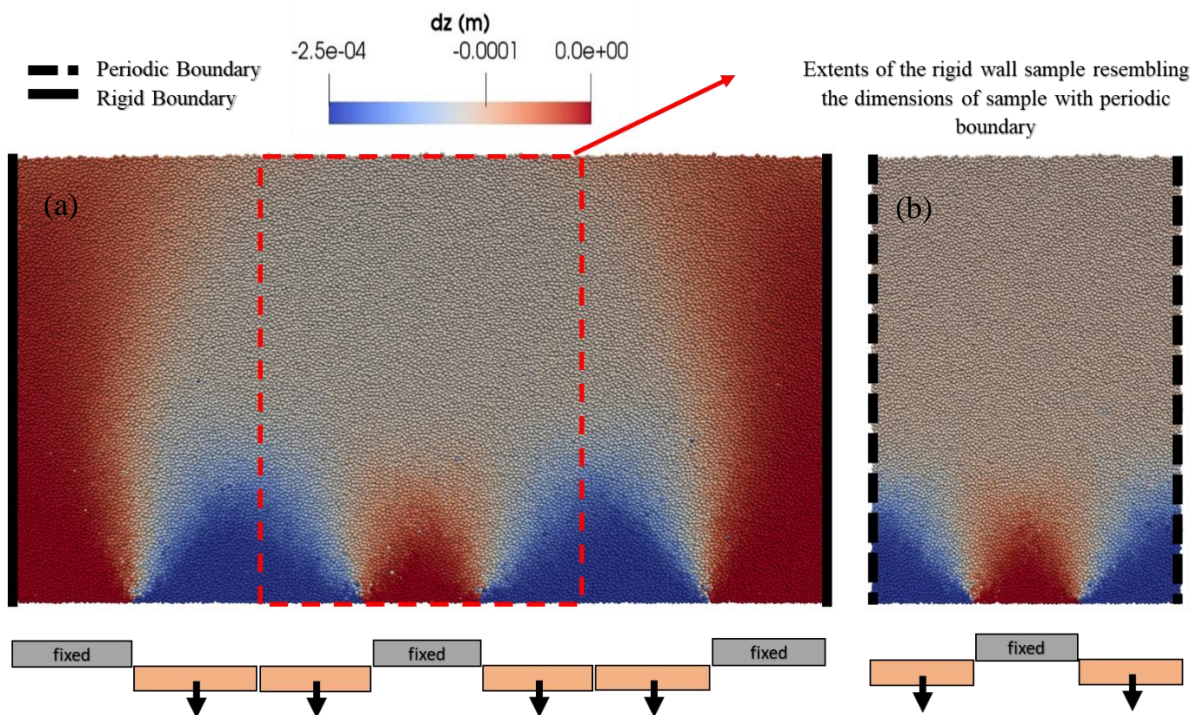 dz (m)
-2.5e-04 -0.0001 0.0e+00
Periodic Boundary
Rigid Boundary
Extents of the rigid wall sample resembling
the dimensions of sample with periodic
boundary
(a)
(b)
fixed fixed fixed
fixed